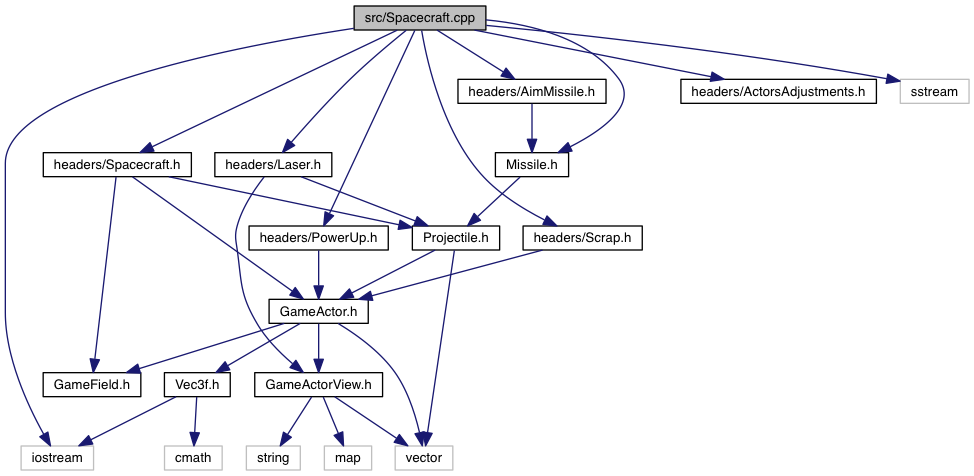 src/Spacecraft.cpp
headers/AimMissile.h
headers/ActorsAdjustments.h
sstream
headers/Spacecraft.h
headers/Laser.h
Missile.h
headers/PowerUp.h
Projectile.h
headers/Scrap.h
GameActor.h
GameField.h
Vec3f.h
GameActorView.h
iostream
cmath
string
map
vector